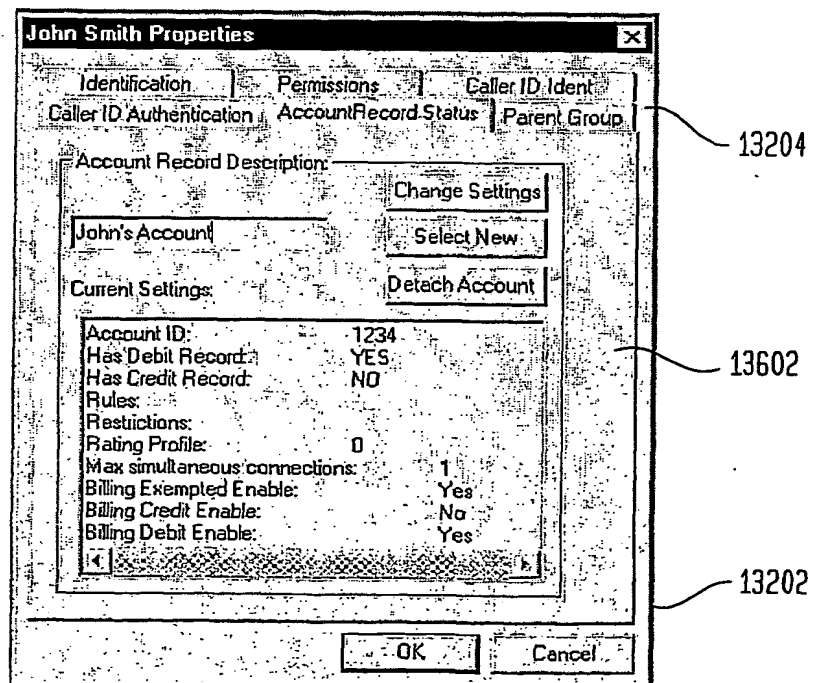 John Smith Properties
Identification Permissions Caller ID Ident
Caller ID Authentication AccountRecord Status Parent Group
13204
Account Record Description:
Change Settings
John's Account
Select New
Current Settings:
Detach Account
Account ID: 1234
Has Debit Record: YES
13602
Has Credit Record: NO
Rules:
Restrictions:
Rating Profile: 0
Max simultaneous connections: 1
Billing Exempted Enable: Yes
Billing Credit Enable: No
Billing Debit Enable: Yes
13202
OK Cancel